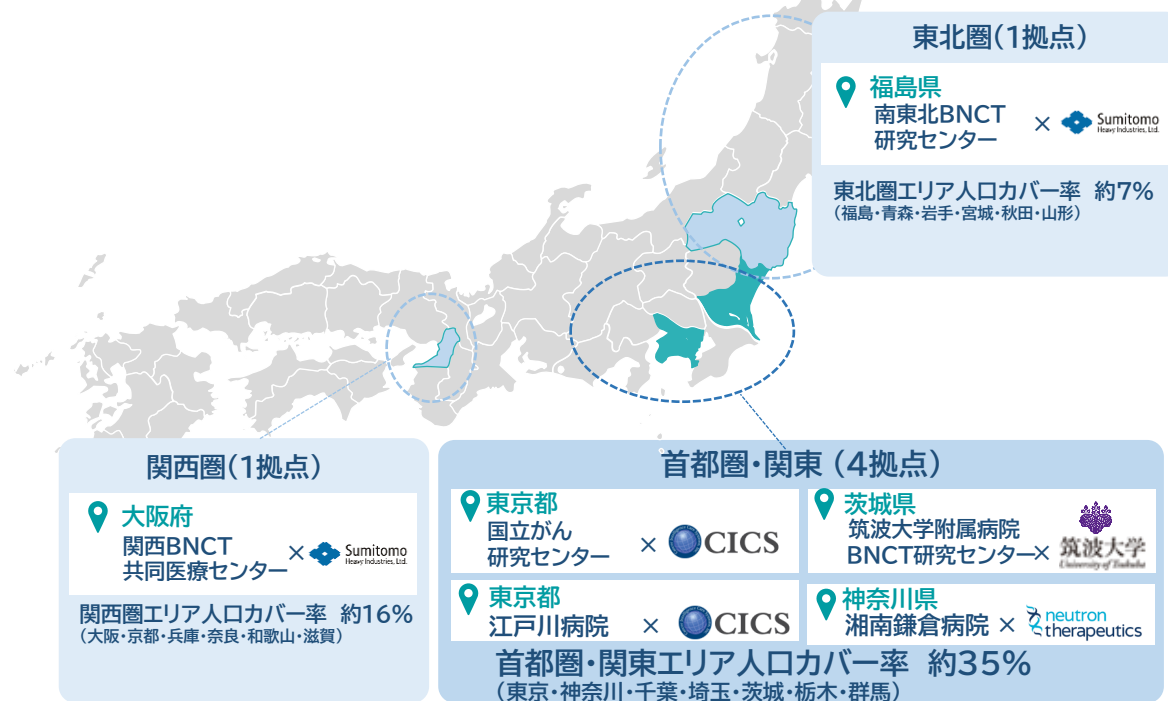 東北圏(1拠点)
福島県
南東北BNCT
研究センター
×
Sumitomo
Heavy Industries, Ltd.
東北圏エリア人口カバー率 約7%
(福島・青森・岩手・宮城・秋田・山形)
関西圏(1拠点)
大阪府
関西BNCT
共同医療センター
×
Sumitomo
Heavy Industries, Ltd.
関西圏エリア人口カバー率 約16%
(大阪・京都・兵庫・奈良・和歌山・滋賀)
首都圏・関東 (4拠点)
東京都
国立がん
研究センター
×
CICS
茨城県
筑波大学附属病院
BNCT研究センター×
筑波大学
University of Tsukuba
東京都
江戸川病院 × CICS
神奈川県
湘南鎌倉病院 ×
neutron
therapeutics
首都圏・関東エリア人口カバー率 約35%
(東京・神奈川・千葉・埼玉・茨城・栃木・群馬)